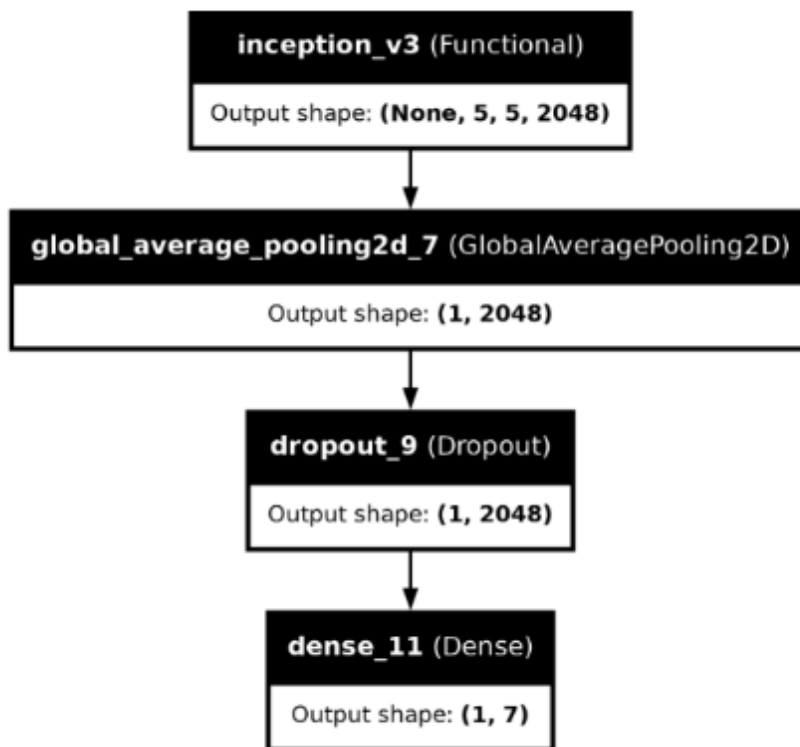 inception_v3 (Functional)
Output shape: (None, 5, 5, 2048)
global_average_pooling2d_7 (GlobalAveragePooling2D)
Output shape: (1, 2048)
dropout_9 (Dropout)
Output shape: (1, 2048)
dense_11 (Dense)
Output shape: (1, 7)